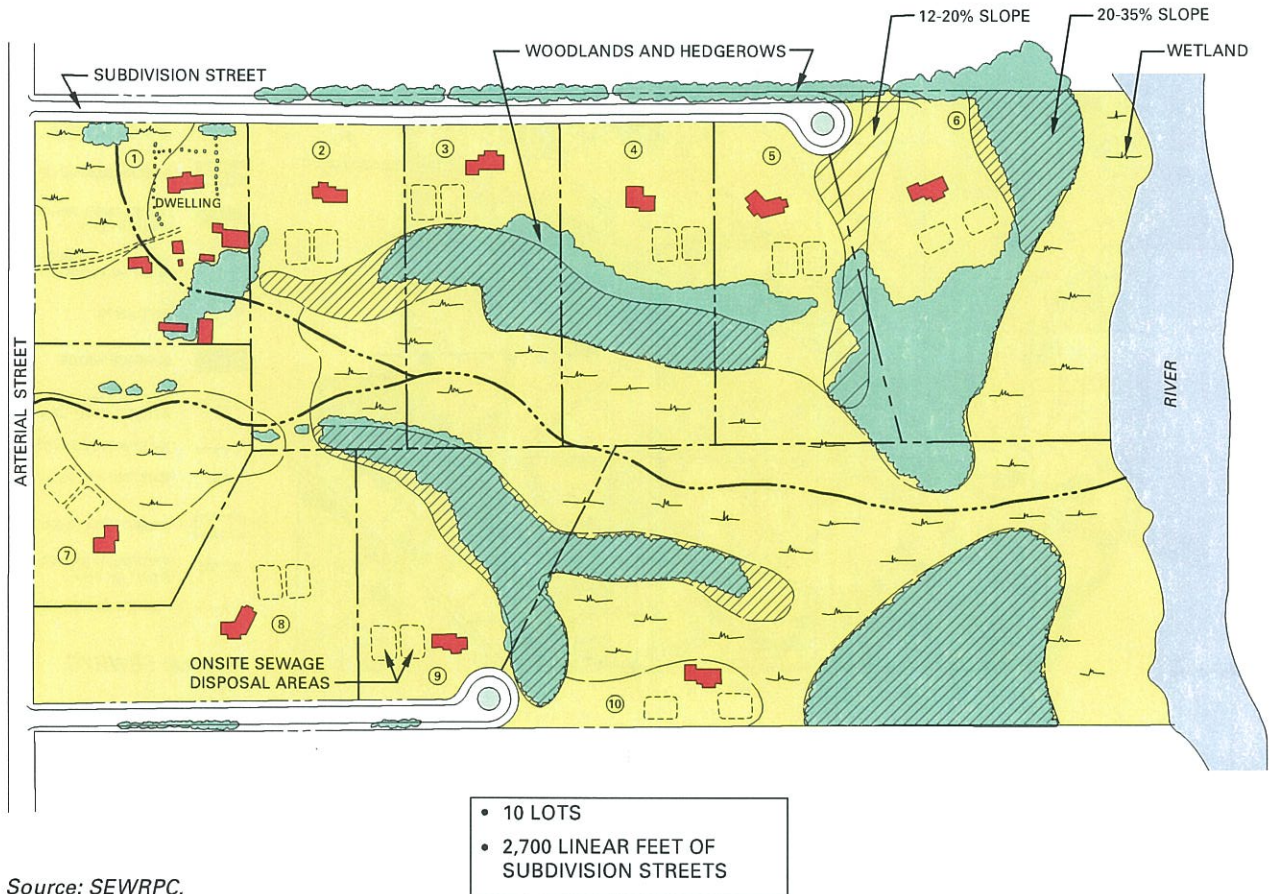 12-20% SLOPE
20-35% SLOPE
WOODLANDS AND HEDGEROWS
WETLAND
SUBDIVISION STREET
1
2
3
4
5
6
DWELLING
ARTERIAL STREET
RIVER
7
8
ONSITE SEWAGE
DISPOSAL AREAS
9
10
• 10 LOTS
• 2,700 LINEAR FEET OF
SUBDIVISION STREETS
Source: SEWRPC.